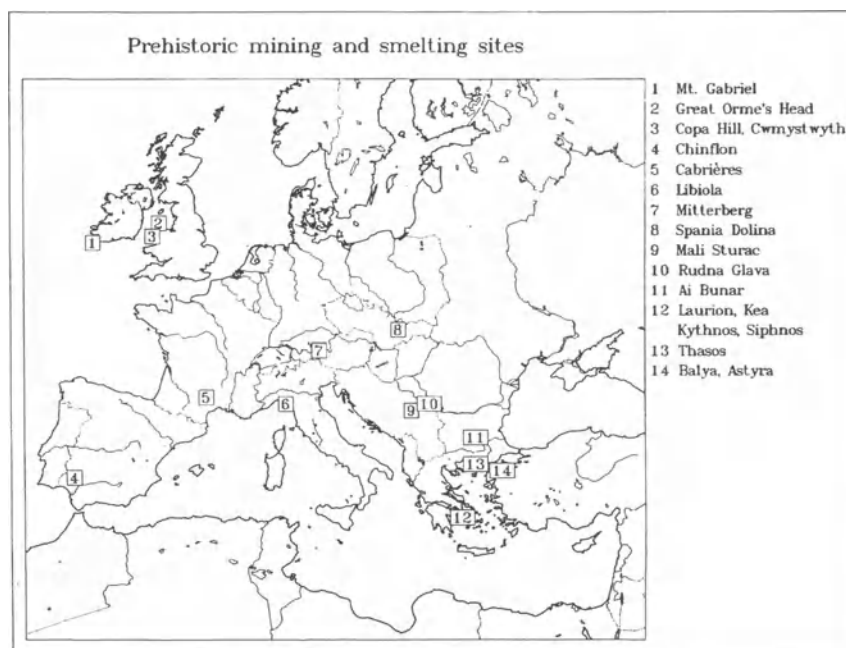 Prehistoric mining and smelting sites
1 Mt. Gabriel
2 Great Orme's Head
3 Copa Hill, Cwmystwyth
4 Chinflon
5 Cabrières
6 Libiola
7 Mitterberg
8 Spania Dolina
9 Mali Sturac
10 Rudna Glava
11 Ai Bunar
12 Laurion, Kea
Kythnos, Siphnos
13 Thasos
14 Balya, Astyra
2
3
1
8
7
5
6
9 10
11
4
13
14
12